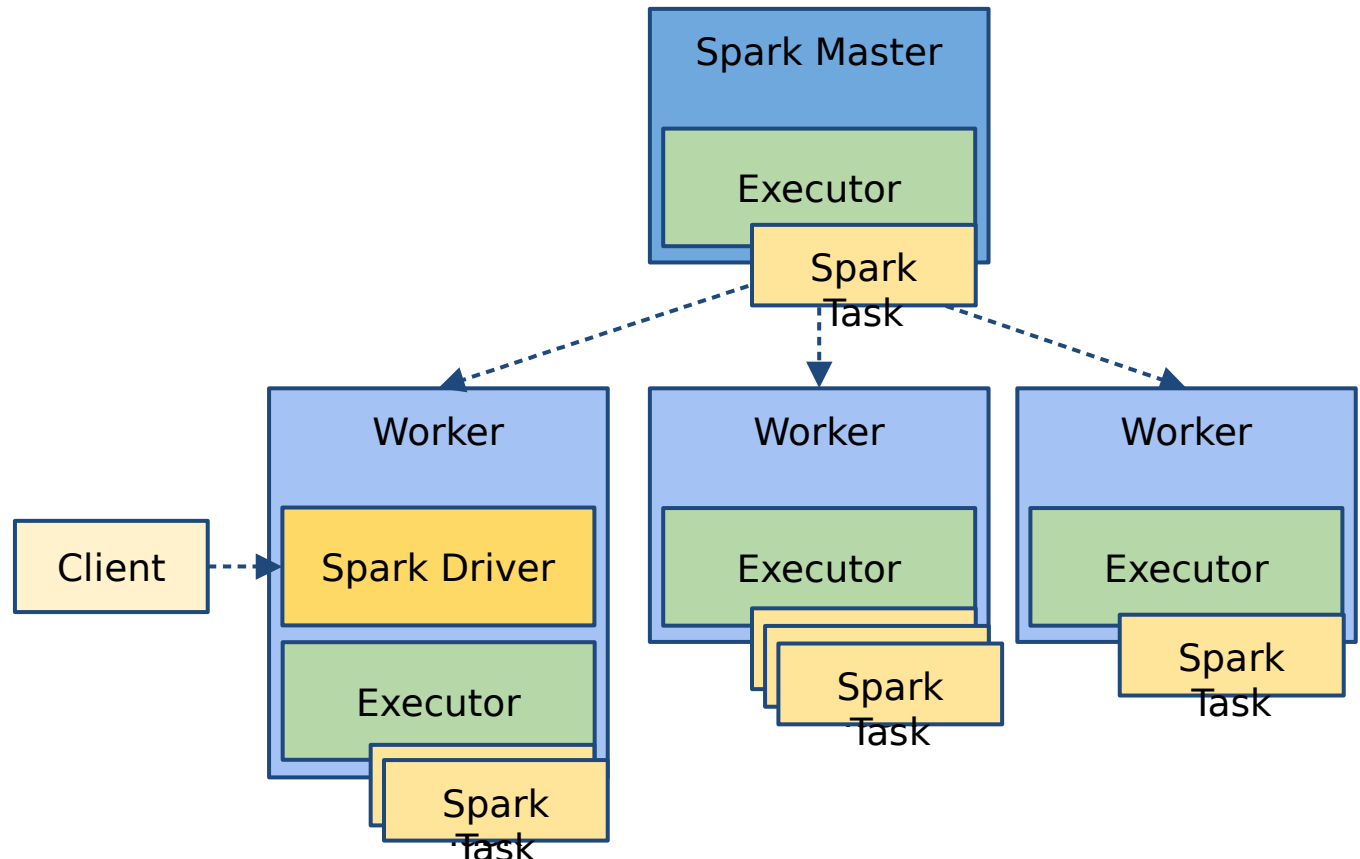 Spark Master
Executor
Spark
Task
Worker
Worker
Worker
Client
Spark Driver
Executor
Executor
Executor
Spark
Task
Spark
Task
Spark
Task